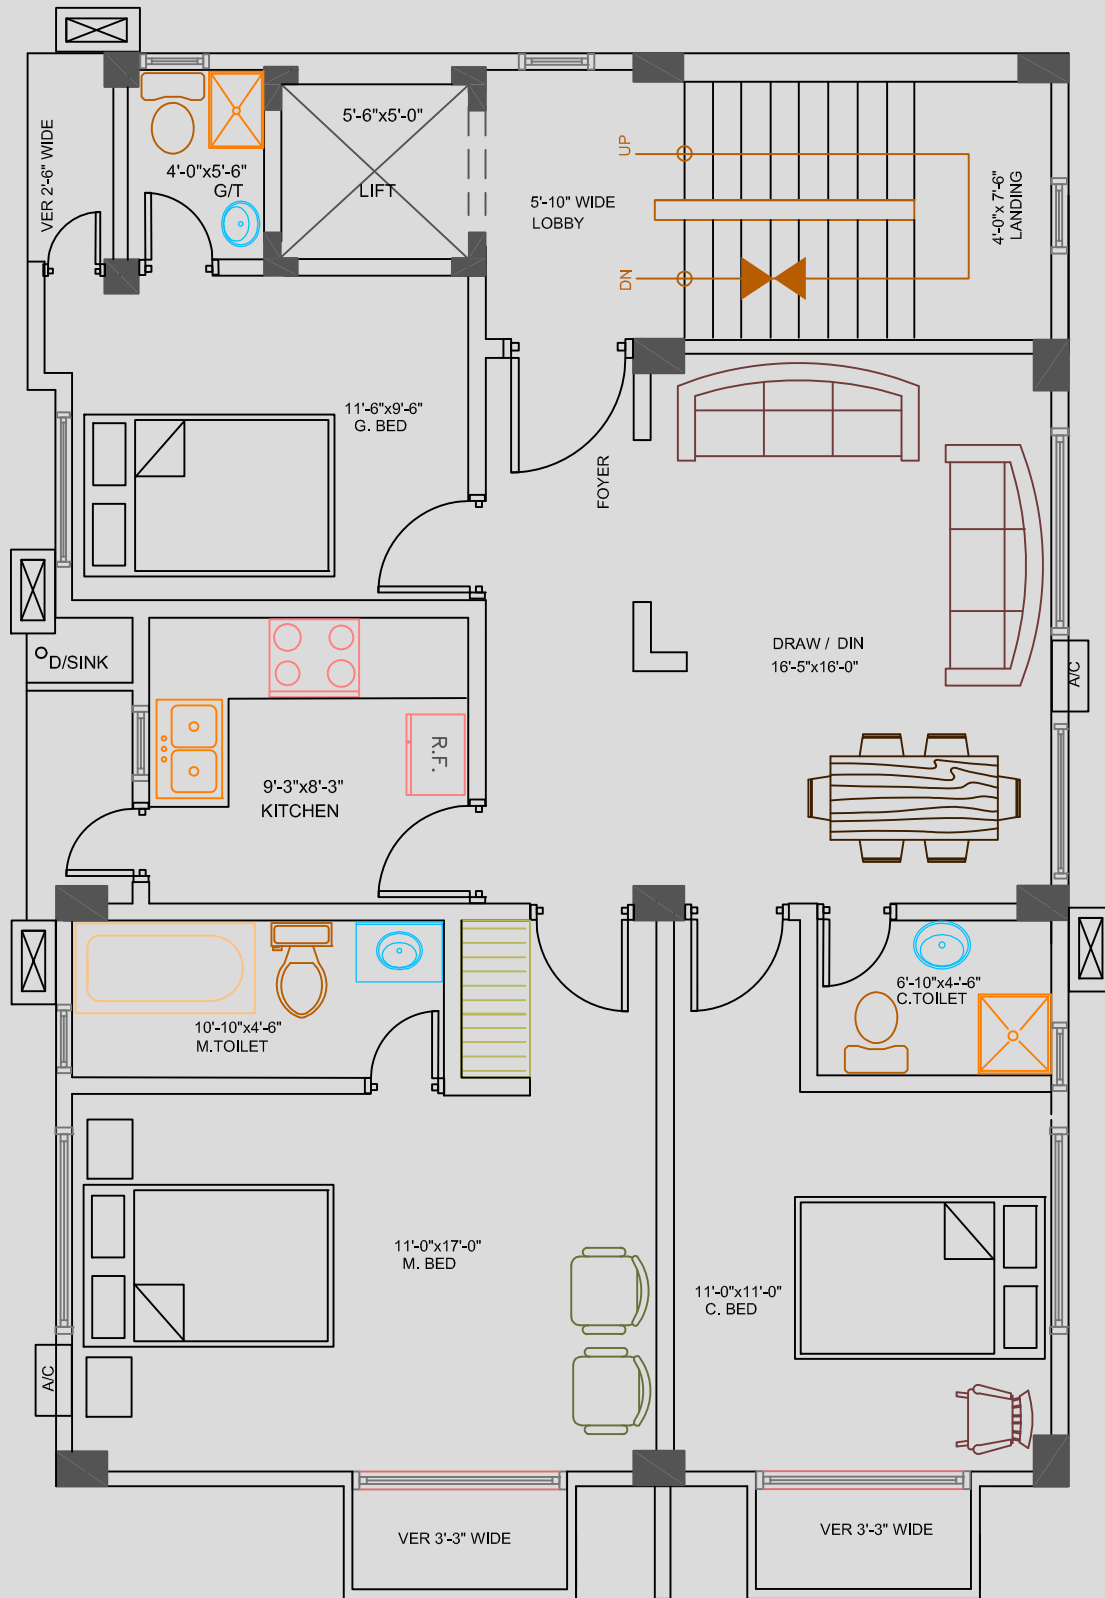 VER 2'-6" WIDE
4'-0"x5'-6"
G/T
5'-6"x5'-0"
LIFT
5'-10" WIDE
LOBBY
UP
DN
4'-0"x 7'-6"
LANDING
11'-6"x9'-6"
G. BED
FOYER
D/SINK
DRAW / DIN
16'-5"x16'-0"
A/C
R.F.
9'-3"x8'-3"
KITCHEN
10'-10"x4'-6"
M.TOILET
6'-10"x4-'-6"
C.TOILET
11'-0"x17'-0"
M. BED
11'-0"x11'-0"
C. BED
A/C
VER 3'-3" WIDE
VER 3'-3" WIDE